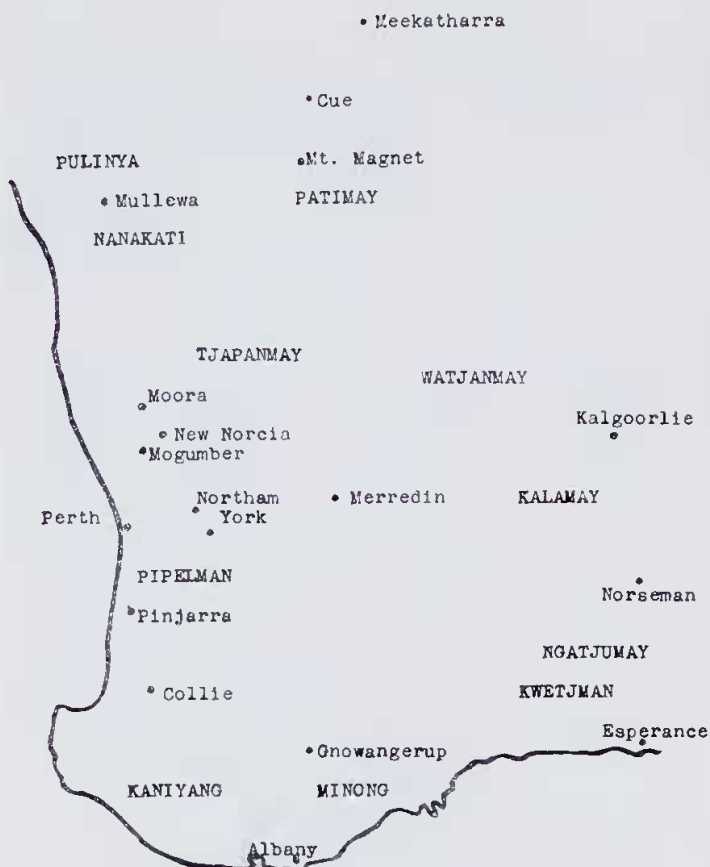 Meekatharra
Cue
PULINYA
Mt. Magnet
Mullewa
PATIMAY
NANAKATI
TJAPANMAY
WATJANMAY
Moora
Kalgoorlie
New Norcia
Mogumber
Northam
Merredin
KALAMAY
Perth
York
PIPELMAN
Norseman
Pinjarra
NGATJUMAY
Collie
KWETJMAN
Esperance
Gnowangerup
KANIYANG
MINONG
Albany